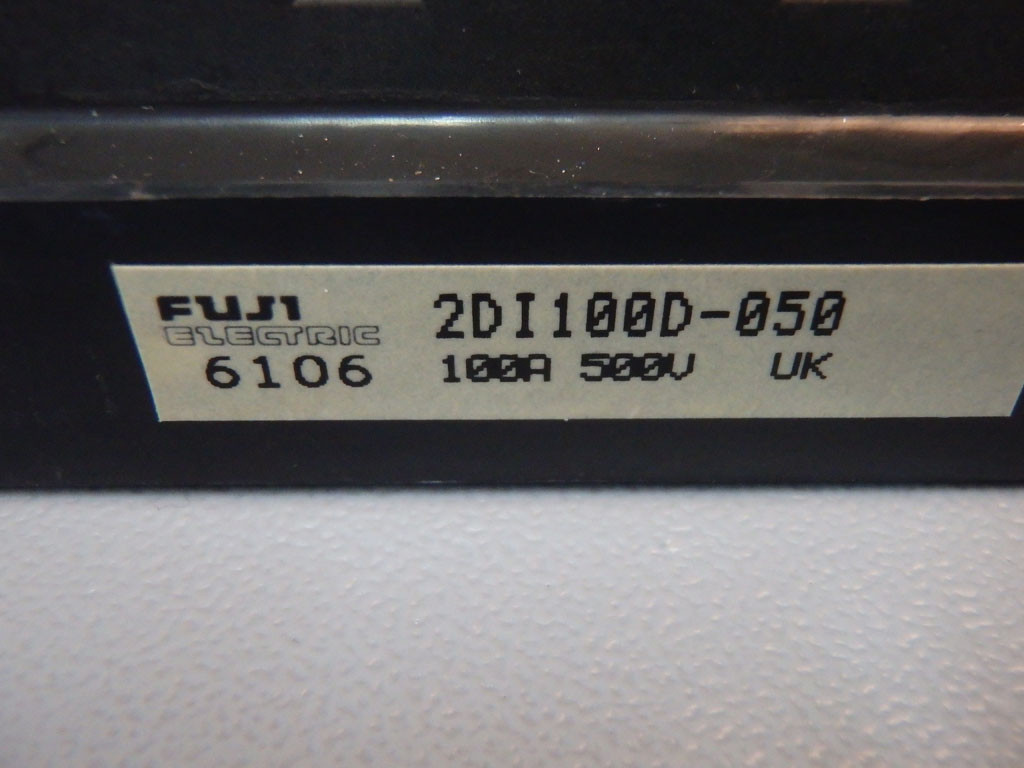 FUJI 2DI100D-050
ELECTRIC
6106 100A 500V UK